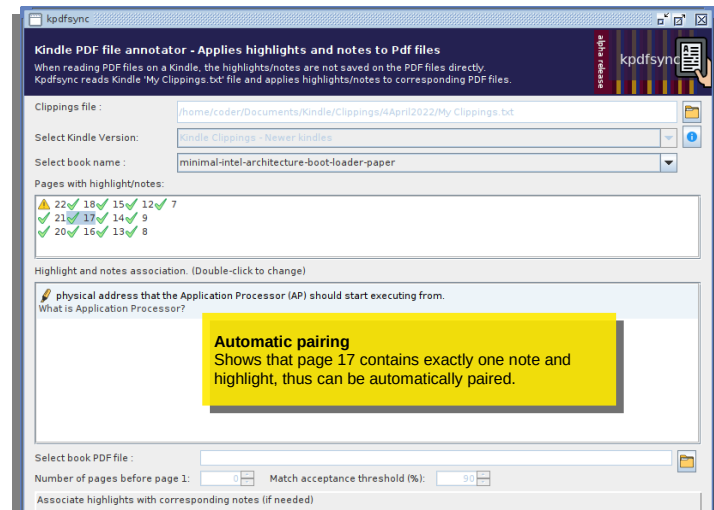 kpdfsync
Kindle PDF file annotator - Applies highlights and notes to Pdf files
When reading PDF files on a Kindle, the highlights/notes are not saved on the PDF files directly.
Kpdfsync reads Kindle 'My Clippings.txt' file and applies highlights/notes to corresponding PDF files.
alpha release
kpdfsync
Clippings file :
/home/coder/Documents/Kindle/Clippings/4April2022/My Clippings.txt
Select Kindle Version:
Kindle Clippings - Newer kindles
Select book name :
minimal-intel-architecture-boot-loader-paper
Pages with highlight/notes:
22 18 15 12 7
21 17 14 9
20 16 13 8
Highlight and notes association. (Double-click to change)
physical address that the Application Processor (AP) should start executing from.
What is Application Processor?
Automatic pairing
Shows that page 17 contains exactly one note and
highlight, thus can be automatically paired.
Select book PDF file :
Number of pages before page 1: 0 Match acceptance threshold (%): 90
Associate highlights with corresponding notes (if needed)